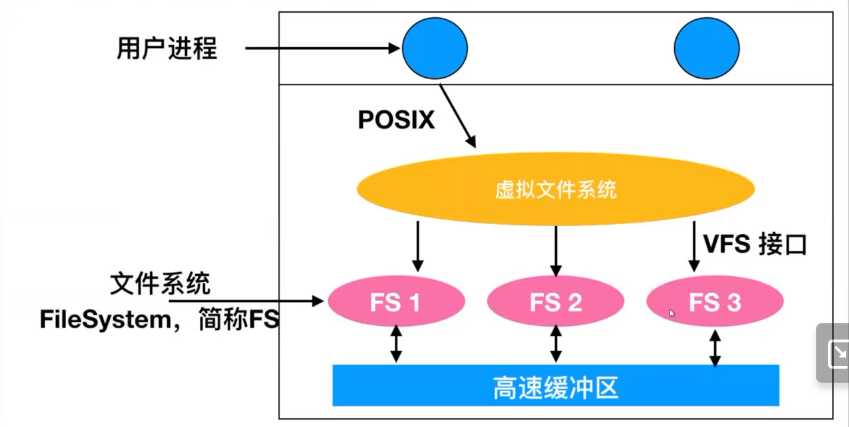 用户进程
POSIX
虚拟文件系统
VFS 接口
文件系统
FileSystem，简称FS
FS 1
FS 2
FS 3
高速缓冲区